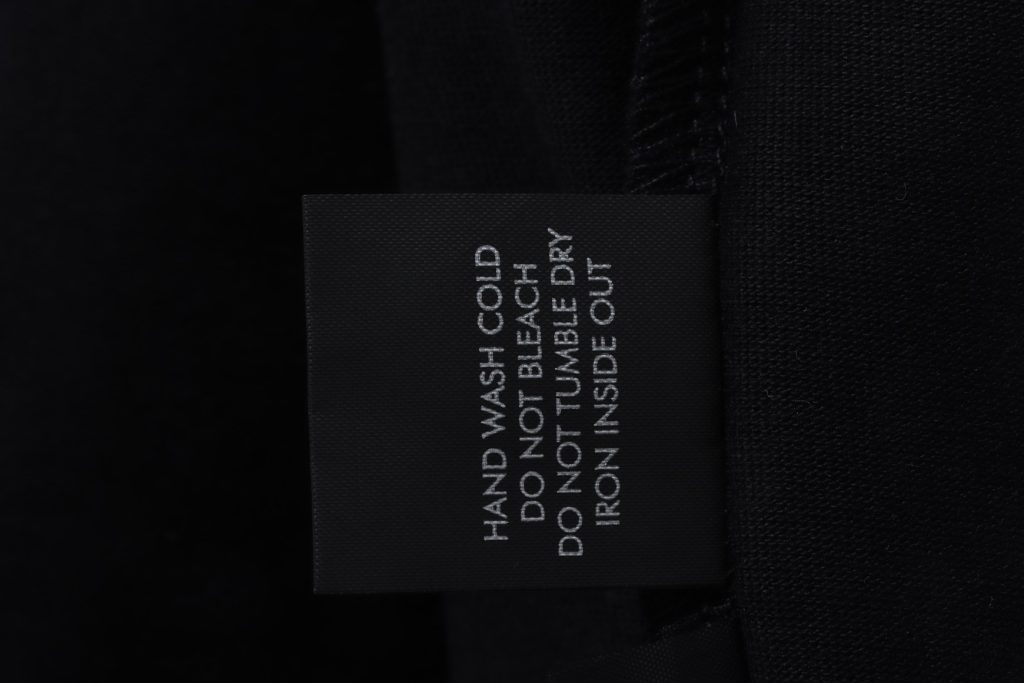 HAND WASH COLD
DO NOT BLEACH
DO NOT TUMBLE DRY
IRON INSIDE OUT